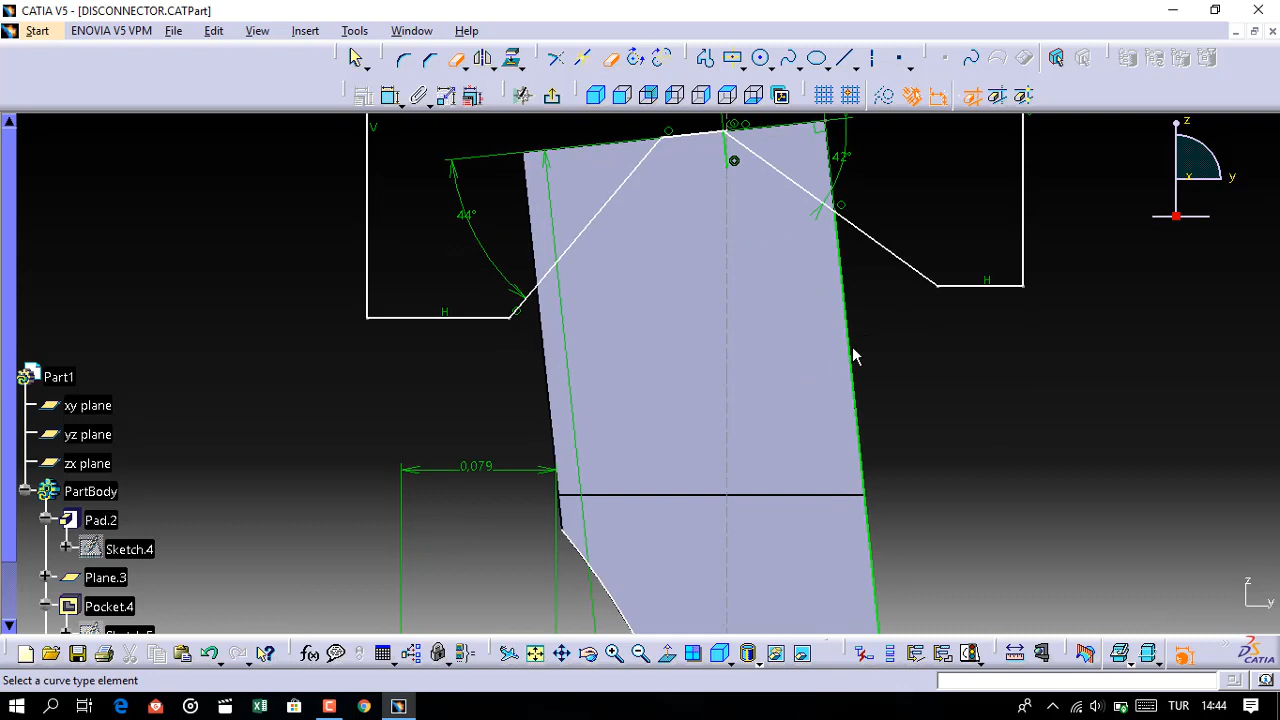 CATIA V5 - [DISCONNECTOR.CATPart]
Start ENOVIA V5 VPM File Edit View Insert Tools Window Help
V
42°
44°
H
H
0,079
z
x
y
Part1
xy plane
yz plane
zx plane
PartBody
Pad.2
Sketch.4
Plane.3
Pocket.4
z
y
f(x)
DS CATIA
Select a curve type element
TUR 14:44